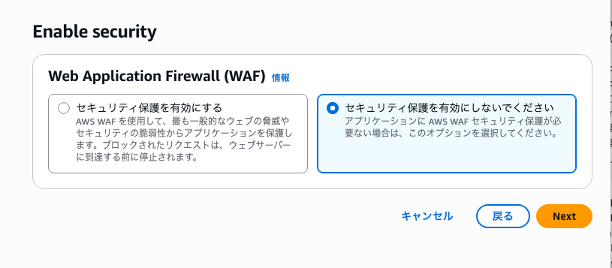 Enable security
Web Application Firewall (WAF) 情報
セキュリティ保護を有効にする
AWS WAF を使用して、最も一般的なウェブの脅威や
セキュリティの脆弱性からアプリケーションを保護し
ます。ブロックされたリクエストは、ウェブサーバー
に到達する前に停止されます。
セキュリティ保護を有効にしないでください
アプリケーションに AWS WAF セキュリティ保護が必
要ない場合は、このオプションを選択してください。
キャンセル 戻る Next